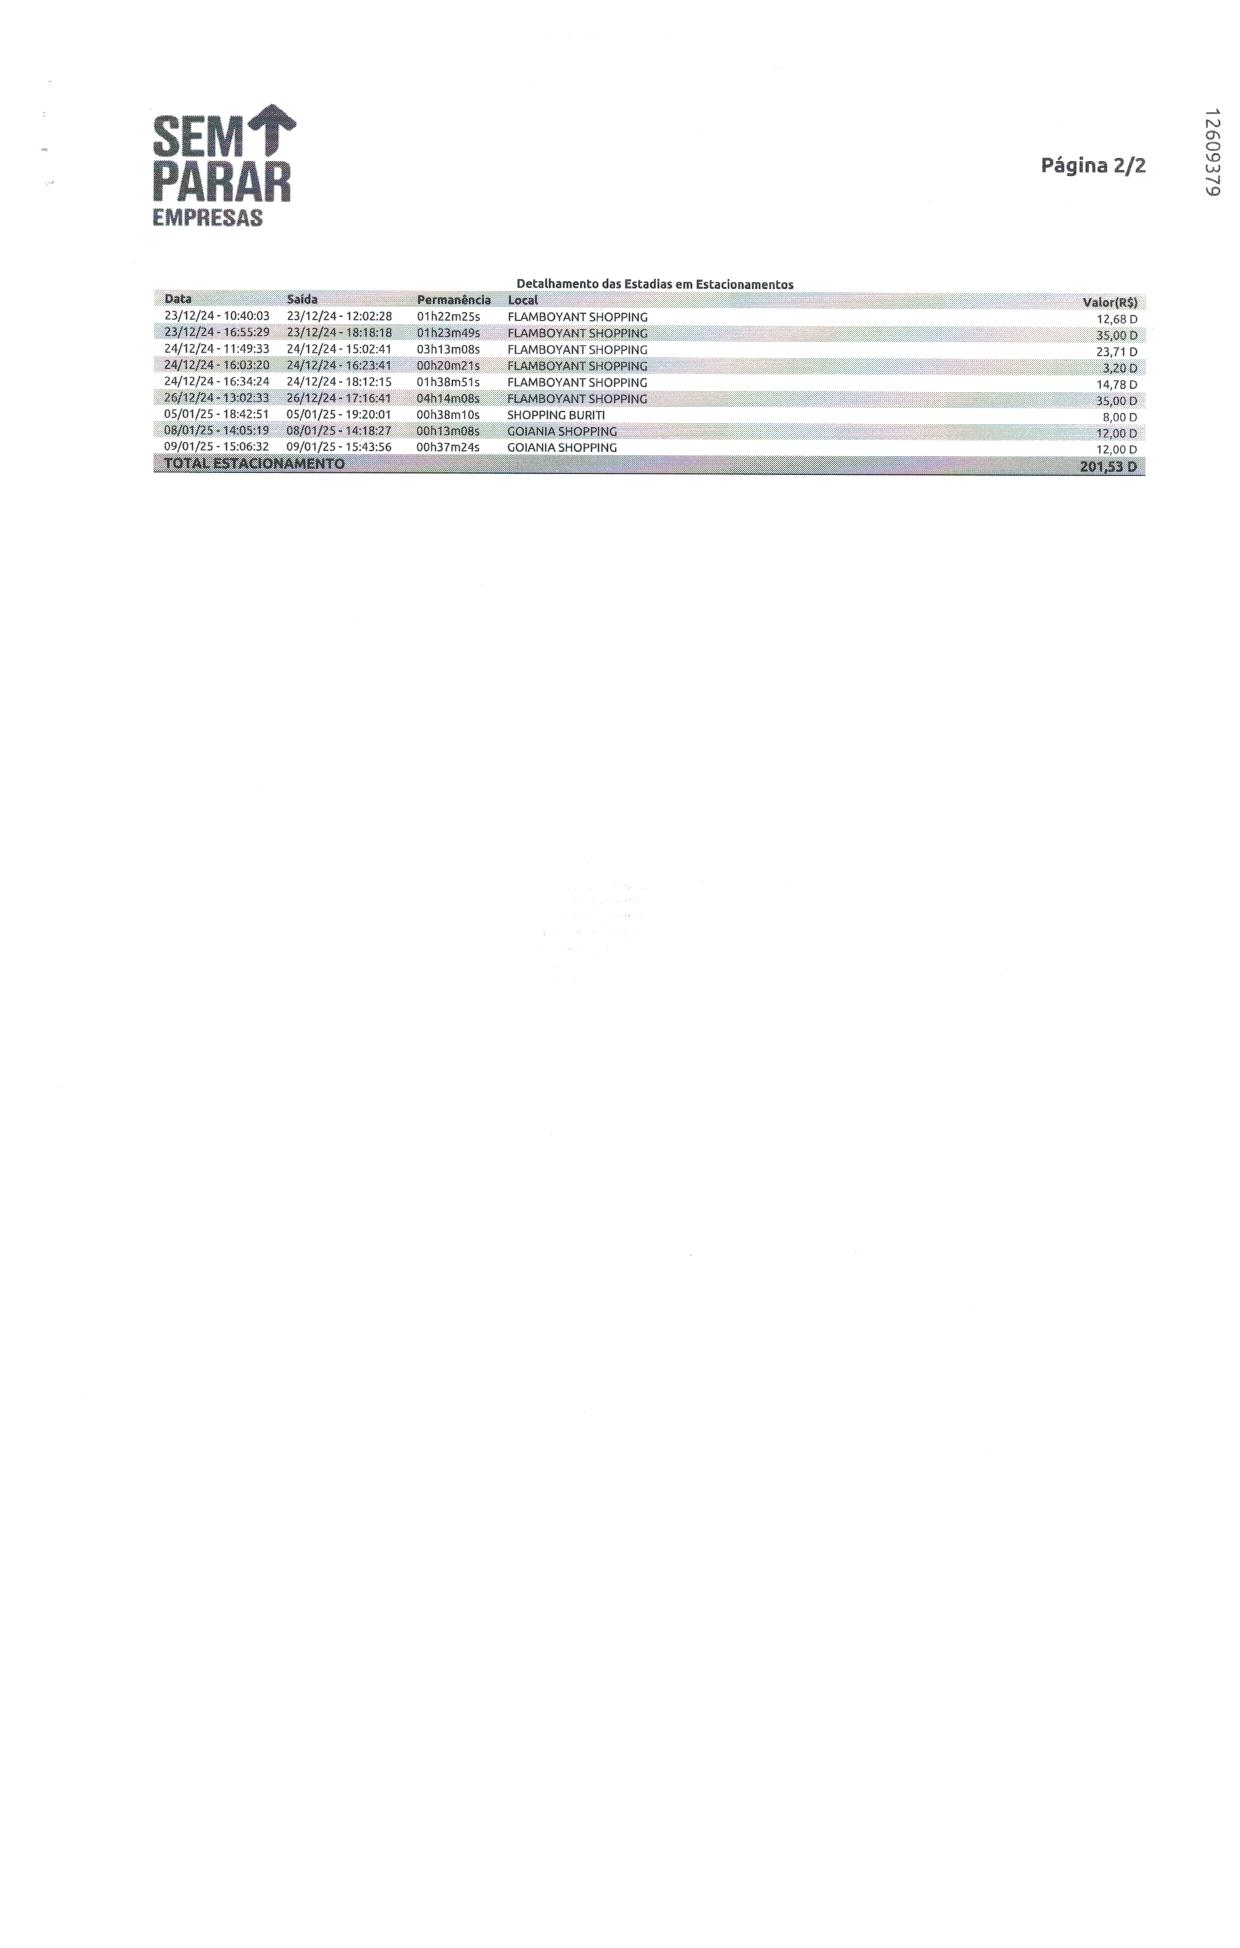 SEM
PARAR
EMPRESAS
Página 2/2
12609379
Detalhamento das Estadias em Estacionamentos
Data Saída Permanência Local Valor(R$)
23/12/24 - 10:40:03 23/12/24 - 12:02:28 01h22m25s FLAMBOYANT SHOPPING 12,68 D
23/12/24 - 16:55:29 23/12/24 - 18:18:18 01h23m49s FLAMBOYANT SHOPPING 35,00 D
24/12/24 - 11:49:33 24/12/24 - 15:02:41 03h13m08s FLAMBOYANT SHOPPING 23,71 D
24/12/24 - 16:03:20 24/12/24 - 16:23:41 00h20m21s FLAMBOYANT SHOPPING 3,20 D
24/12/24 - 16:34:24 24/12/24 - 18:12:15 01h38m51s FLAMBOYANT SHOPPING 14,78 D
26/12/24 - 13:02:33 26/12/24 - 17:16:41 04h14m08s FLAMBOYANT SHOPPING 35,00 D
05/01/25 - 18:42:51 05/01/25 - 19:20:01 00h38m10s SHOPPING BURITI 8,00 D
08/01/25 - 14:05:19 08/01/25 - 14:18:27 00h13m08s GOIANIA SHOPPING 12,00 D
09/01/25 - 15:06:32 09/01/25 - 15:43:56 00h37m24s GOIANIA SHOPPING 12,00 D
TOTAL ESTACIONAMENTO 201,53 D